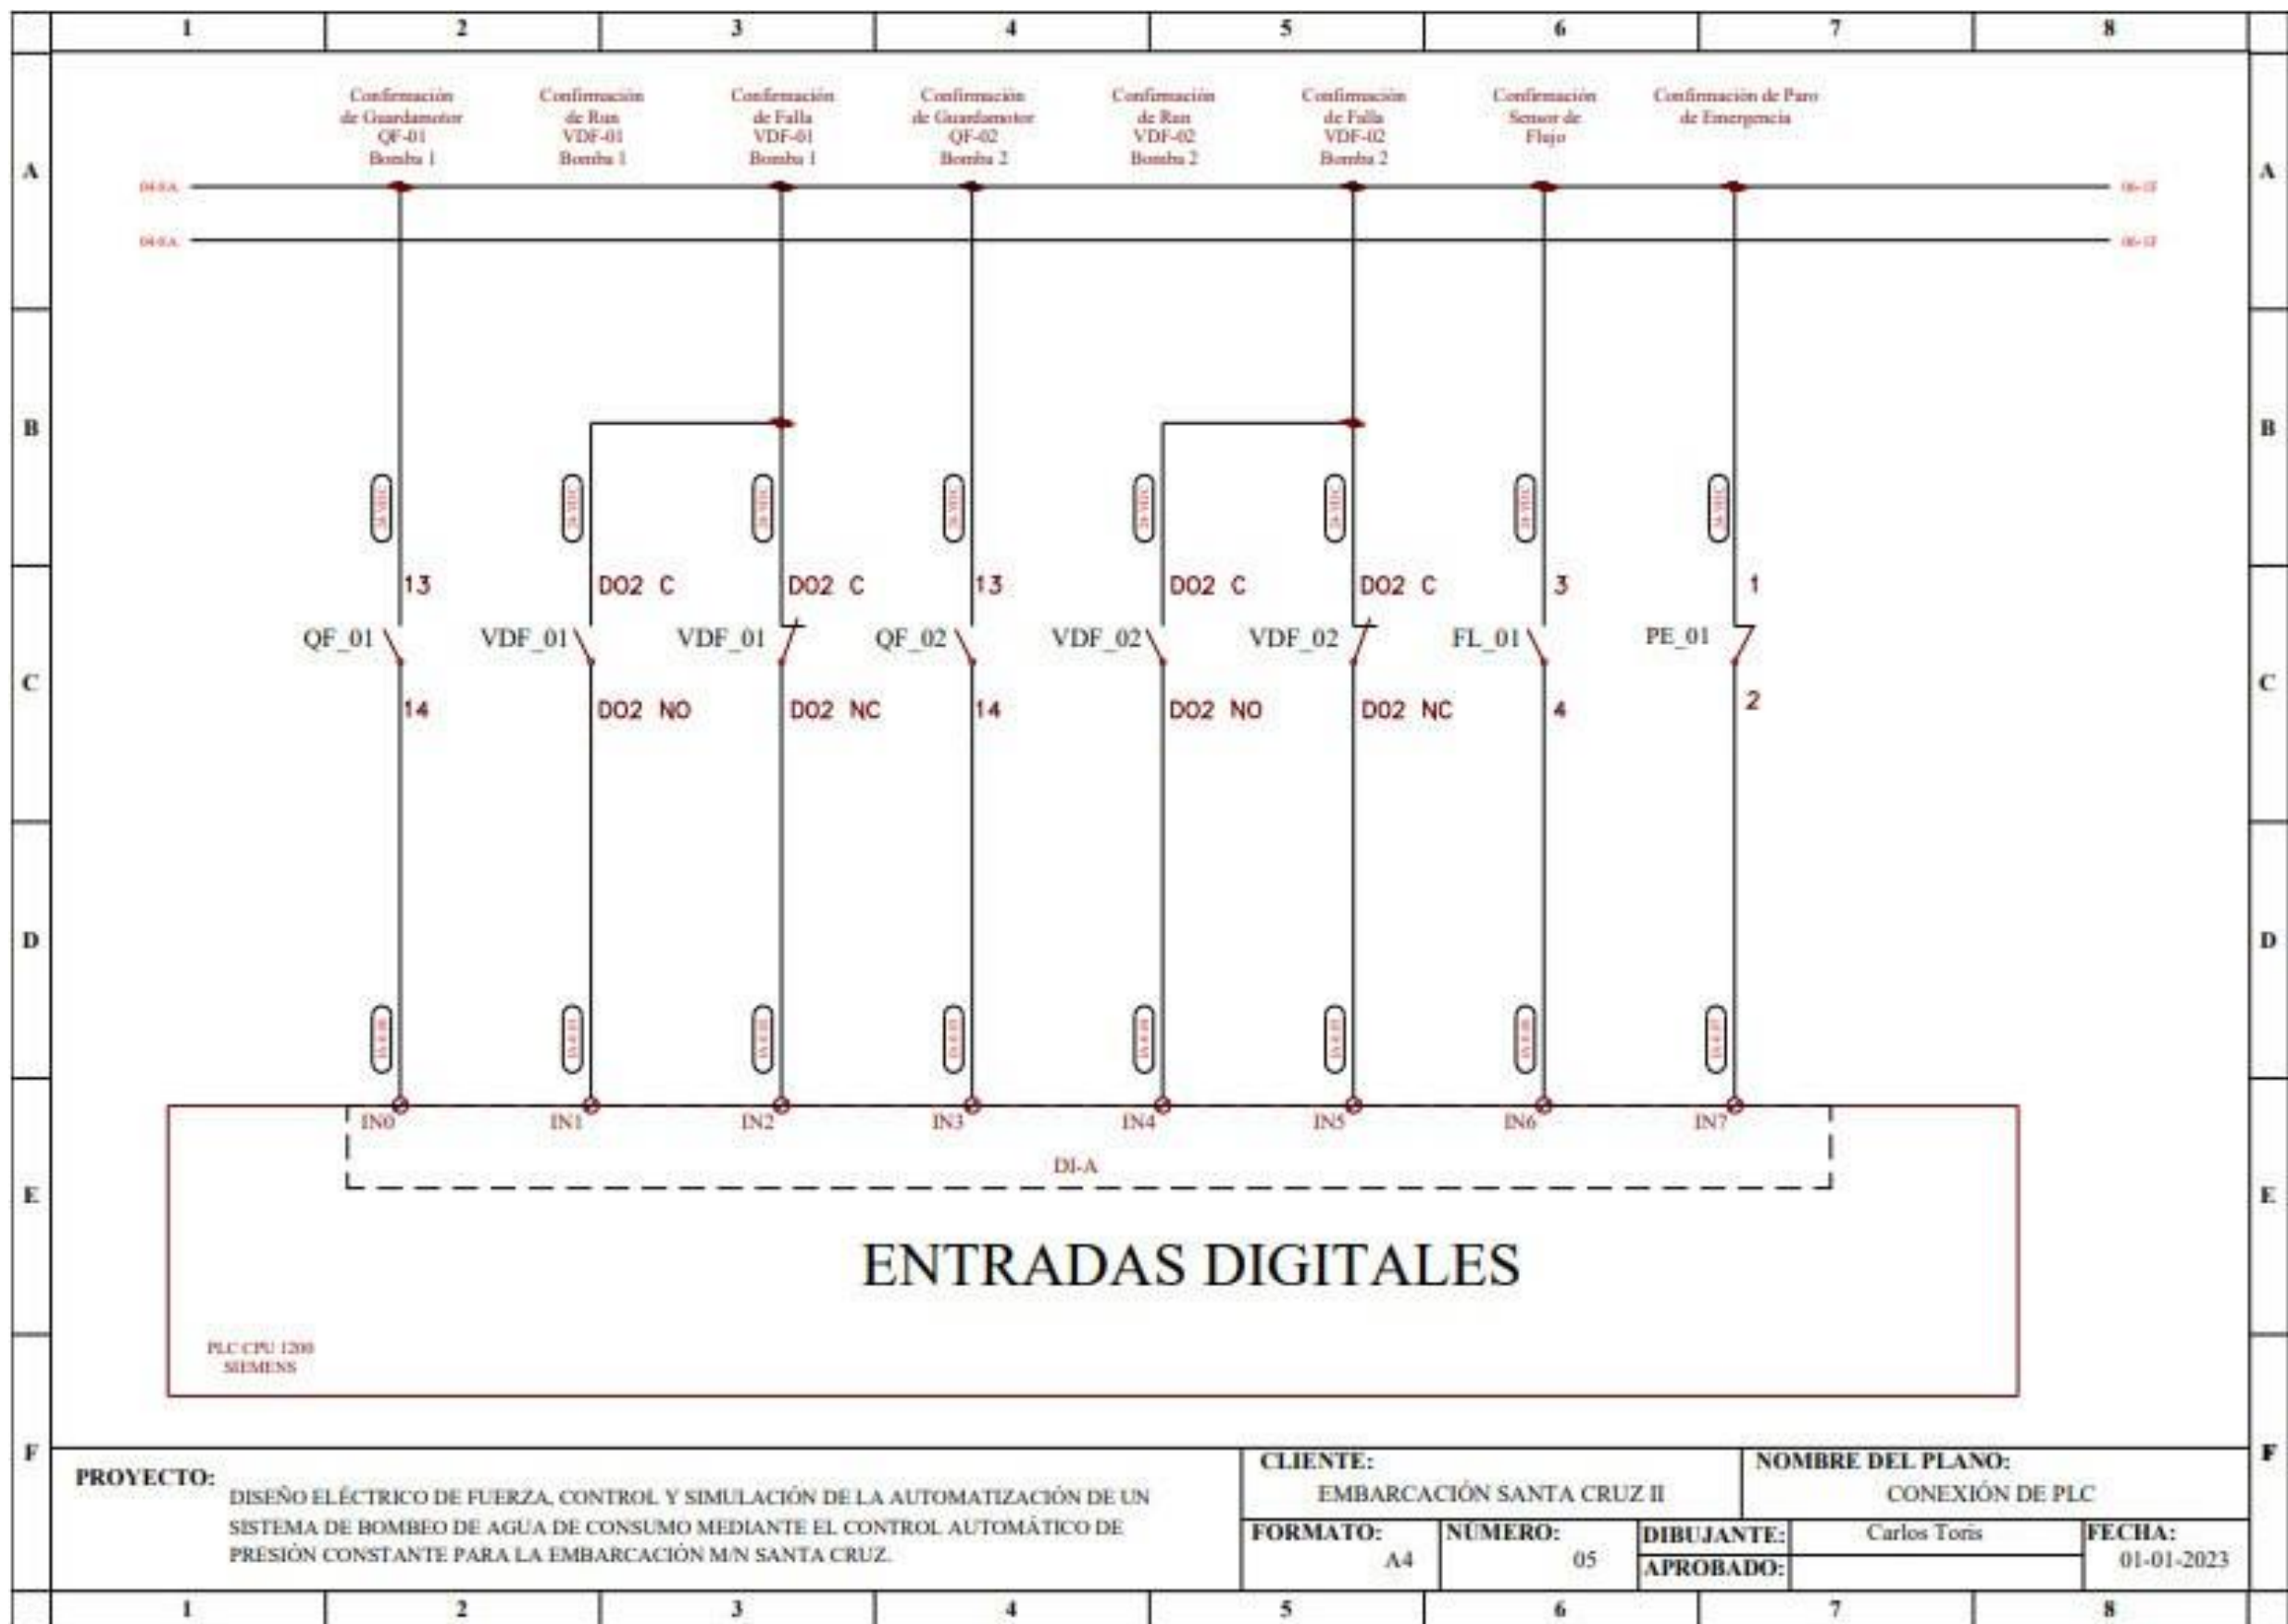 1 2 3 4 5 6 7 8
Confirmación
de Guardamotor
QF-01
Bomba 1
Confirmación
de Run
VDF-01
Bomba 1
Confirmación
de Falla
VDF-01
Bomba 1
Confirmación
de Guardamotor
QF-02
Bomba 2
Confirmación
de Run
VDF-02
Bomba 2
Confirmación
de Falla
VDF-02
Bomba 2
Confirmación
Sensor de
Flujo
Confirmación de Paro
de Emergencia
A A
B B
13 DO2 C DO2 C 13 DO2 C DO2 C 3 1
QF_01 VDF_01 VDF_01 QF_02 VDF_02 VDF_02 FL_01 PE_01
C C
14 DO2 NO DO2 NC 14 DO2 NO DO2 NC 4 2
D D
IN0 IN1 IN2 IN3 IN4 IN5 IN6 IN7
DI-A
E E
ENTRADAS DIGITALES
PLC CPU 1200
SIEMENS
F F
PROYECTO:
DISEÑO ELÉCTRICO DE FUERZA, CONTROL Y SIMULACIÓN DE LA AUTOMATIZACIÓN DE UN
SISTEMA DE BOMBEO DE AGUA DE CONSUMO MEDIANTE EL CONTROL AUTOMÁTICO DE
PRESIÓN CONSTANTE PARA LA EMBARCACIÓN M/N SANTA CRUZ.
CLIENTE:
EMBARCACIÓN SANTA CRUZ II
NOMBRE DEL PLANO:
CONEXIÓN DE PLC
FORMATO:
A4
NÚMERO:
05
DIBUJANTE: Carlos Toris
APROBADO:
FECHA:
01-01-2023
1 2 3 4 5 6 7 8